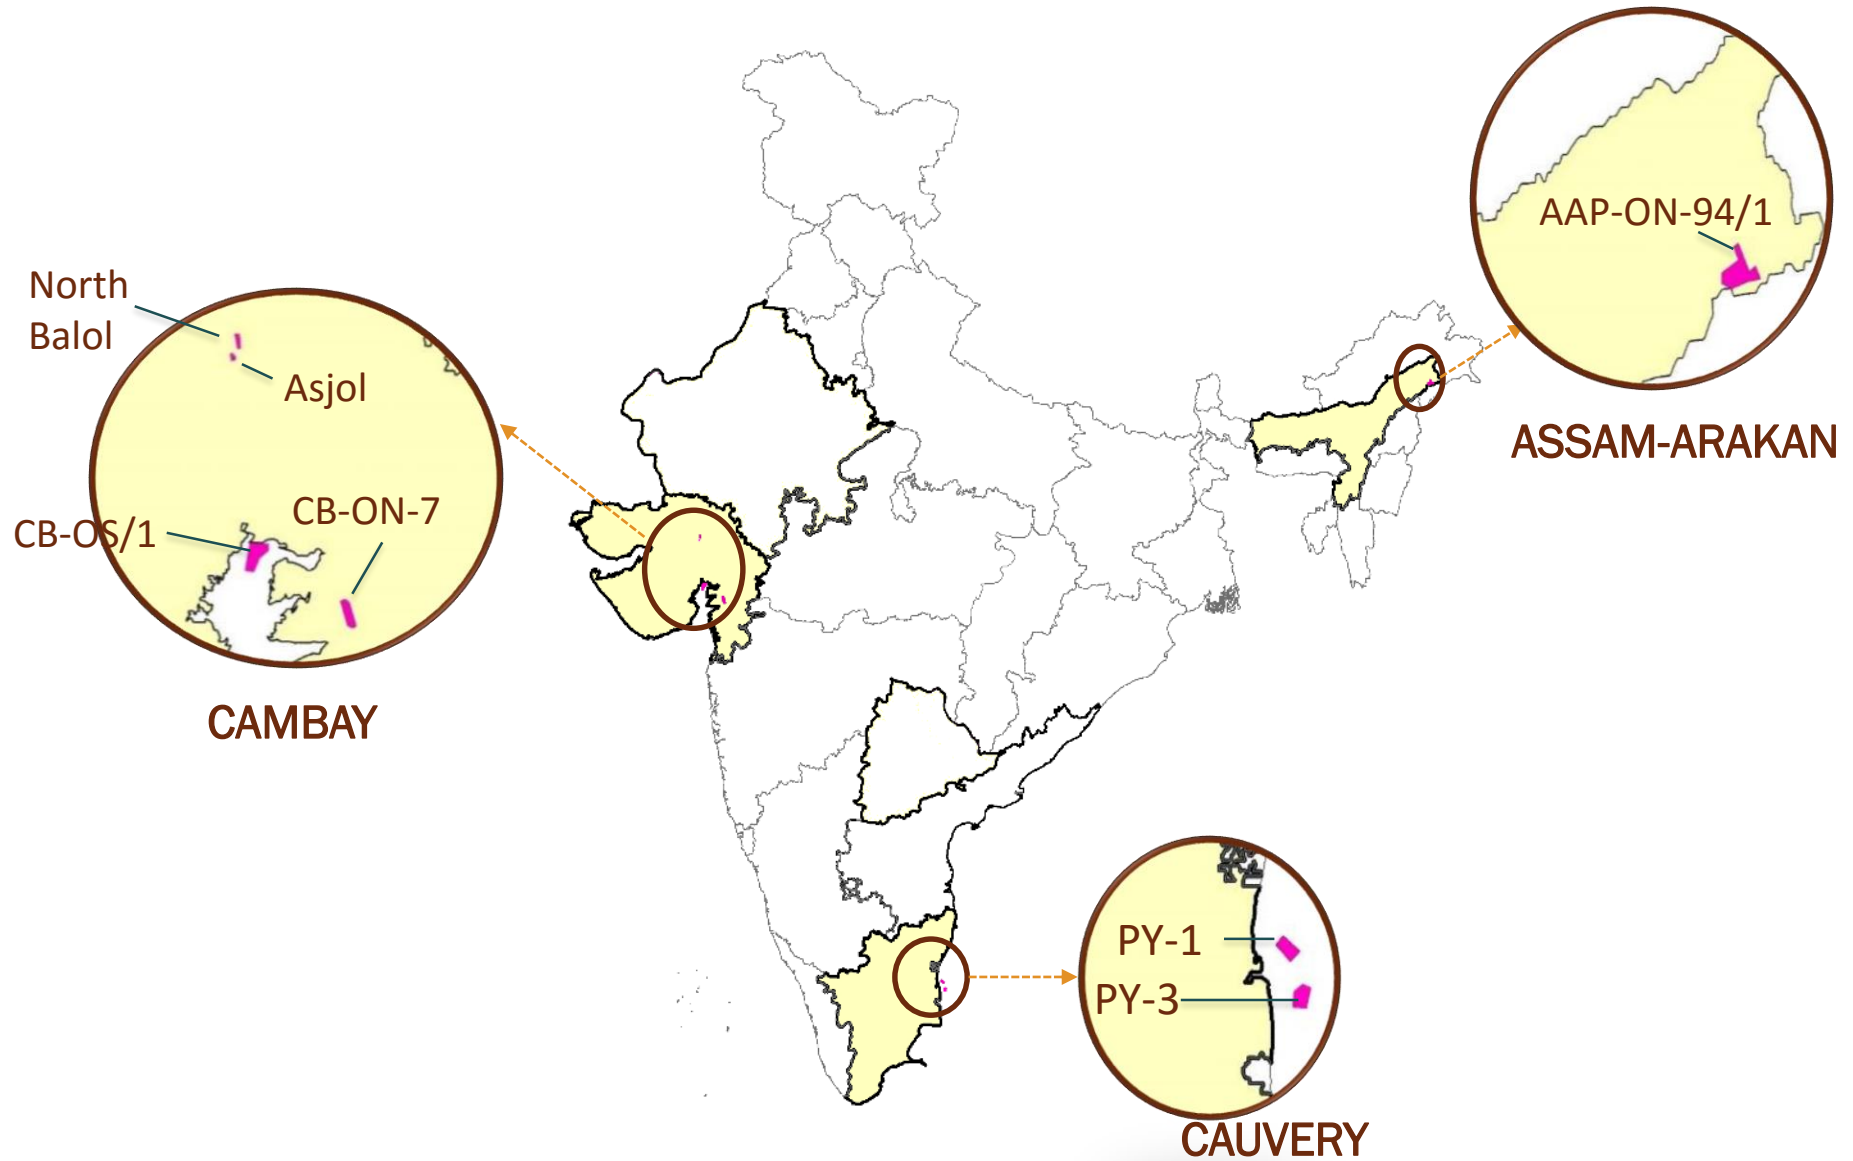 North
Balol
Asjol
CB-ON-7
CB-OS/1
CAMBAY
AAP-ON-94/1
ASSAM-ARAKAN
PY-1
PY-3
CAUVERY